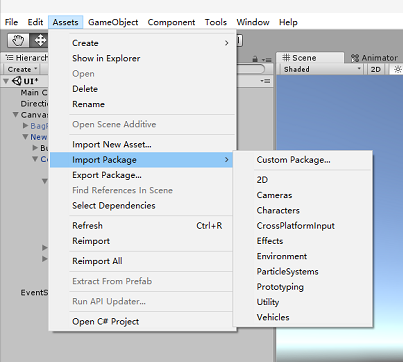 File Edit Assets GameObject Component Tools Window Help
Hierarch
Create
UI*
Main C
Directio
Canvas
Bag
New
Bu
Co
EventS
Create
Show in Explorer
Open
Delete
Rename
Open Scene Additive
Import New Asset...
Import Package
Export Package...
Find References In Scene
Select Dependencies
Refresh Ctrl+R
Reimport
Reimport All
Extract From Prefab
Run API Updater...
Open C# Project
Custom Package...
2D
Cameras
Characters
CrossPlatformInput
Effects
Environment
ParticleSystems
Prototyping
Utility
Vehicles
Scene Animator
Shaded 2D